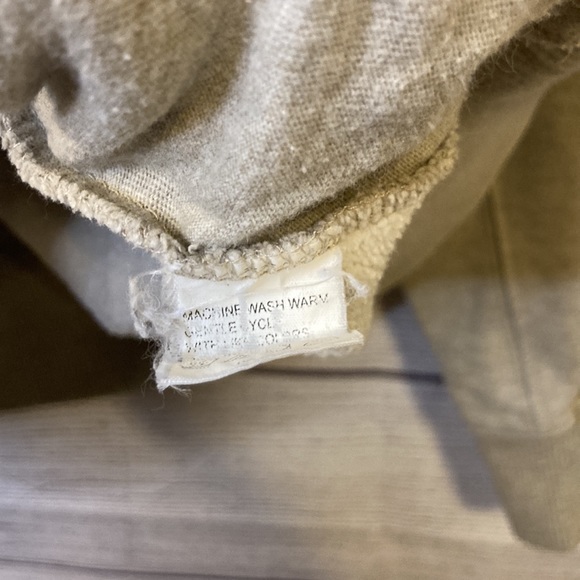 MACHINE WASH WARM
GENTLE CYCLE
WITH LIKE COLORS